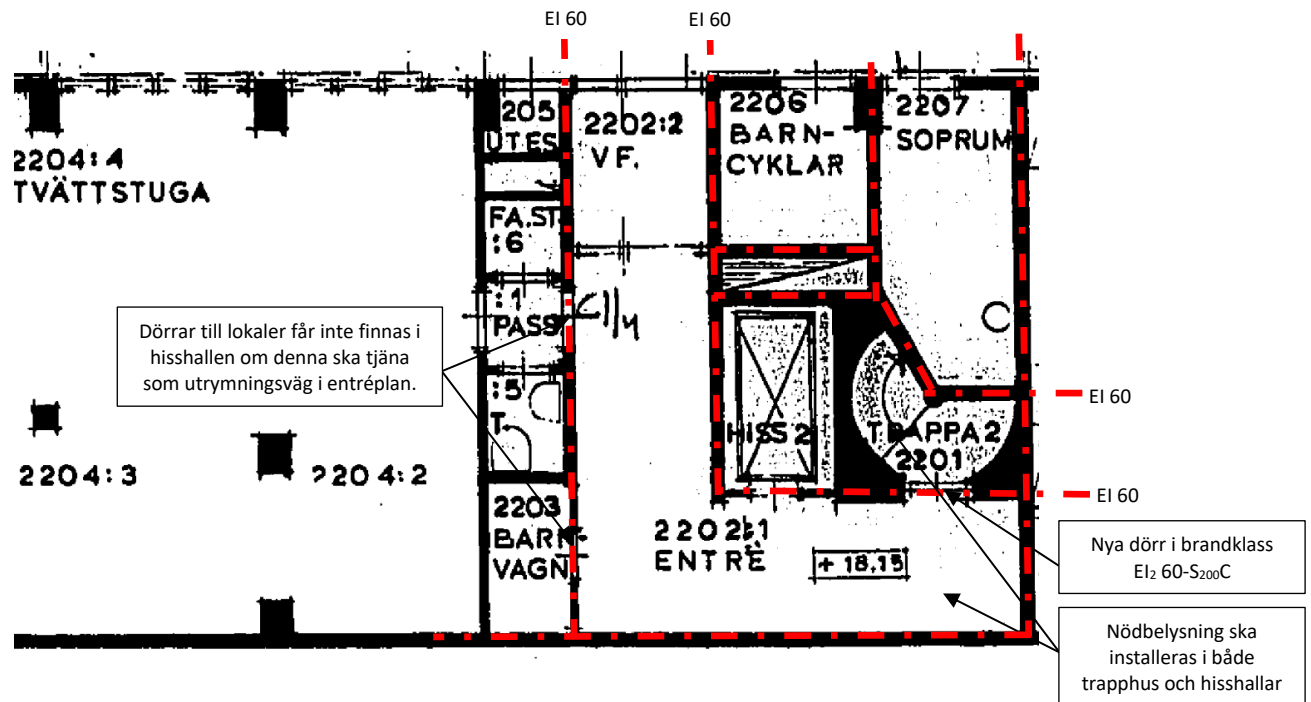 EI 60
EI 60
2204:4
TVÄTTSTUGA
205
UT.ES
2202:2
VF.
2206
BARN-
CYKLAR
2207
SOPRUM
FA.ST
:6
:1
PASS
:5
T.
Dörrar till lokaler får inte finnas i
hisshallen om denna ska tjäna
som utrymningsväg i entréplan.
HISS 2
TRAPPA 2
2201
EI 60
EI 60
2204:3
2204:2
2203
BARN-
VAGN
2202:1
ENTRÈ
+ 18,15
Nya dörr i brandklass
EI₂ 60-S₂₀₀C
Nödbelysning ska
installeras i både
trapphus och hisshallar